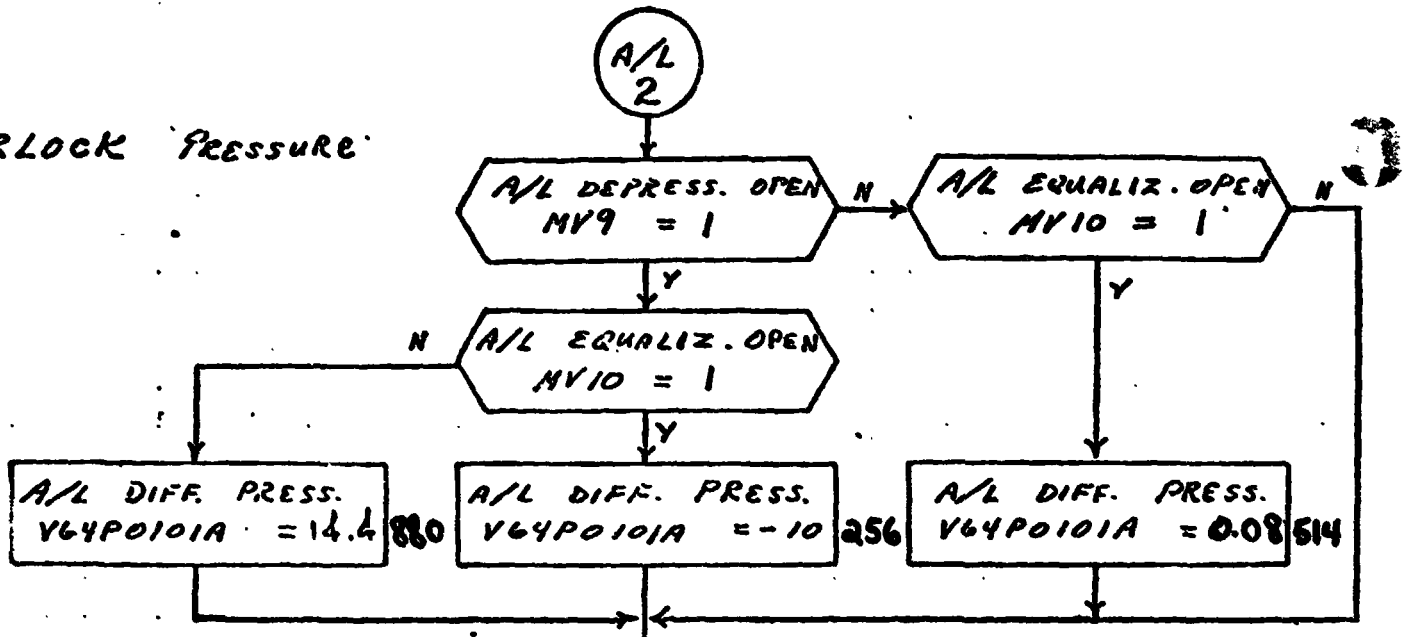 A/L
2
RLOCK PRESSURE
A/L DEPRESS. OPEN
MV9 = 1
N
A/L EQUALIZ. OPEN
MV10 = 1
N
Y
Y
N
A/L EQUALIZ. OPEN
MV10 = 1
Y
A/L DIFF. PRESS.
V64P0101A = 14.4 880
A/L DIFF. PRESS.
V64P0101A = -10 256
A/L DIFF. PRESS.
V64P0101A = 0.08 514